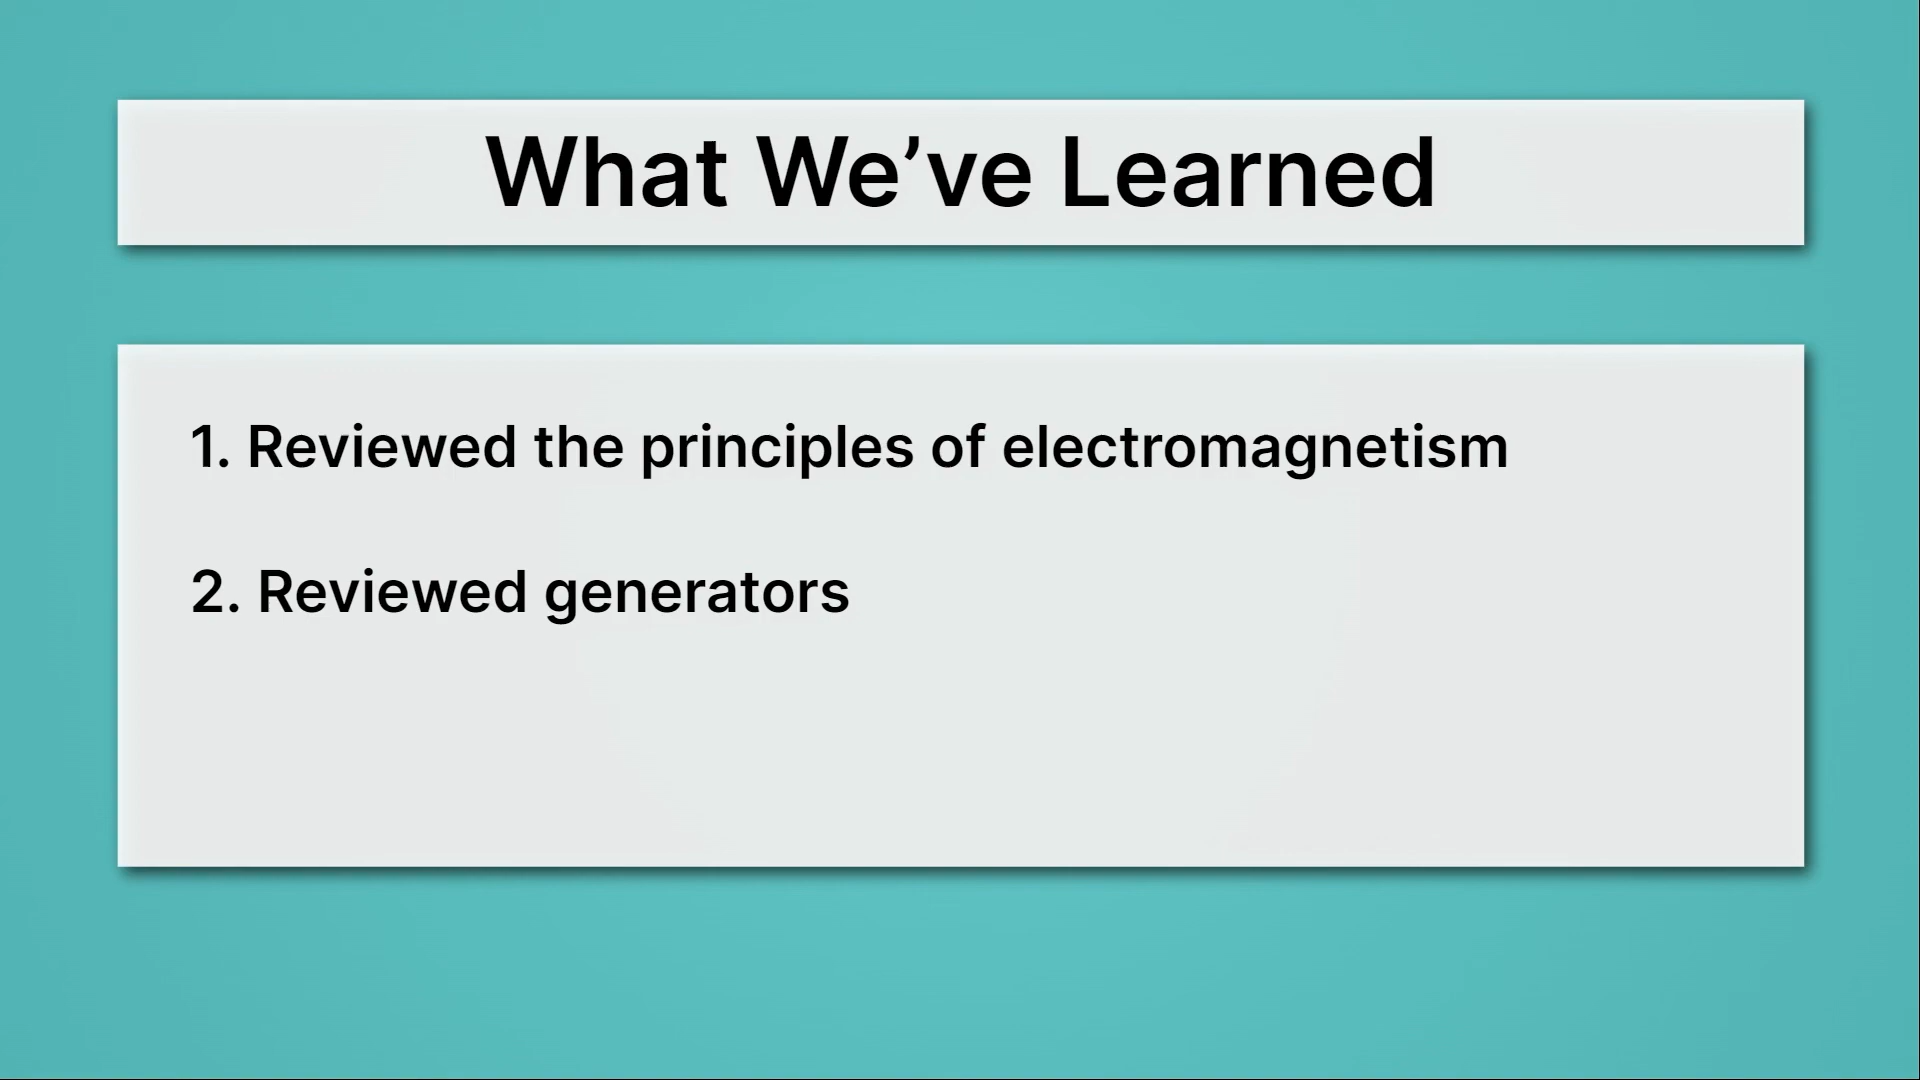 What We’ve Learned
1. Reviewed the principles of electromagnetism
2. Reviewed generators